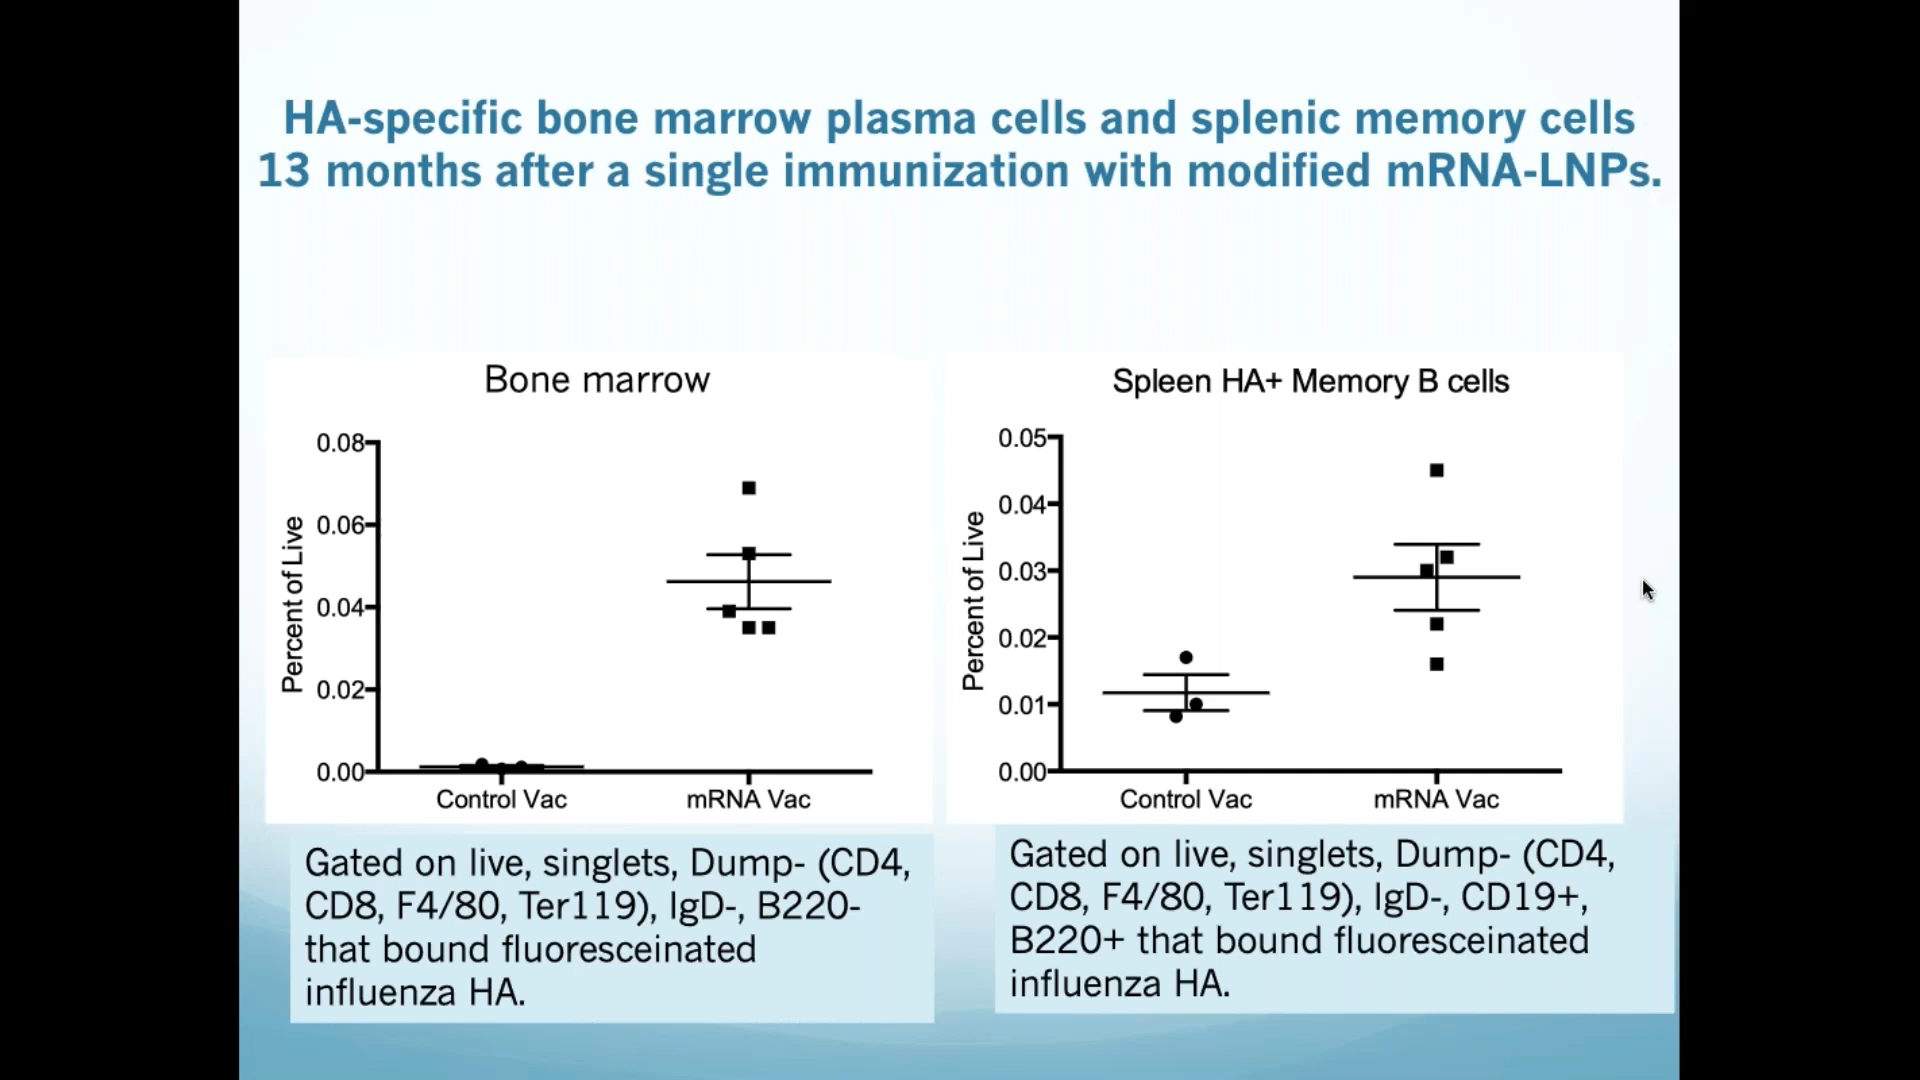 HA-specific bone marrow plasma cells and splenic memory cells
13 months after a single immunization with modified mRNA-LNPs.
Bone marrow
Percent of Live
0.08
0.06
0.04
0.02
0.00
Control Vac
mRNA Vac
Gated on live, singlets, Dump- (CD4,
CD8, F4/80, Ter119), IgD-, B220-
that bound fluoresceinated
influenza HA.
Spleen HA+ Memory B cells
Percent of Live
0.05
0.04
0.03
0.02
0.01
0.00
Control Vac
mRNA Vac
Gated on live, singlets, Dump- (CD4,
CD8, F4/80, Ter119), IgD-, CD19+,
B220+ that bound fluoresceinated
influenza HA.